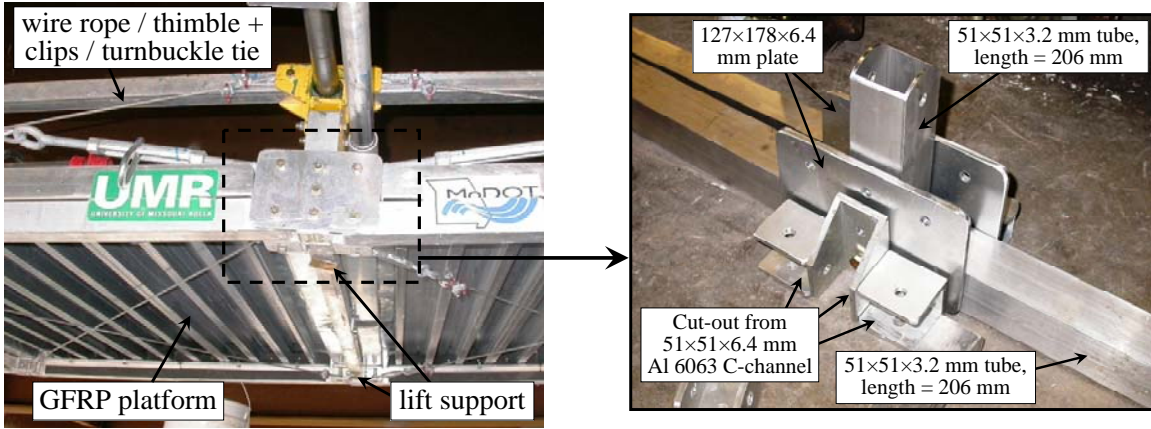 wire rope / thimble +
clips / turnbuckle tie
UMR
UNIVERSITY OF MISSOURI-ROLLA
MoDOT
GFRP platform
lift support
127×178×6.4
mm plate
51×51×3.2 mm tube,
length = 206 mm
Cut-out from
51×51×6.4 mm
Al 6063 C-channel
51×51×3.2 mm tube,
length = 206 mm